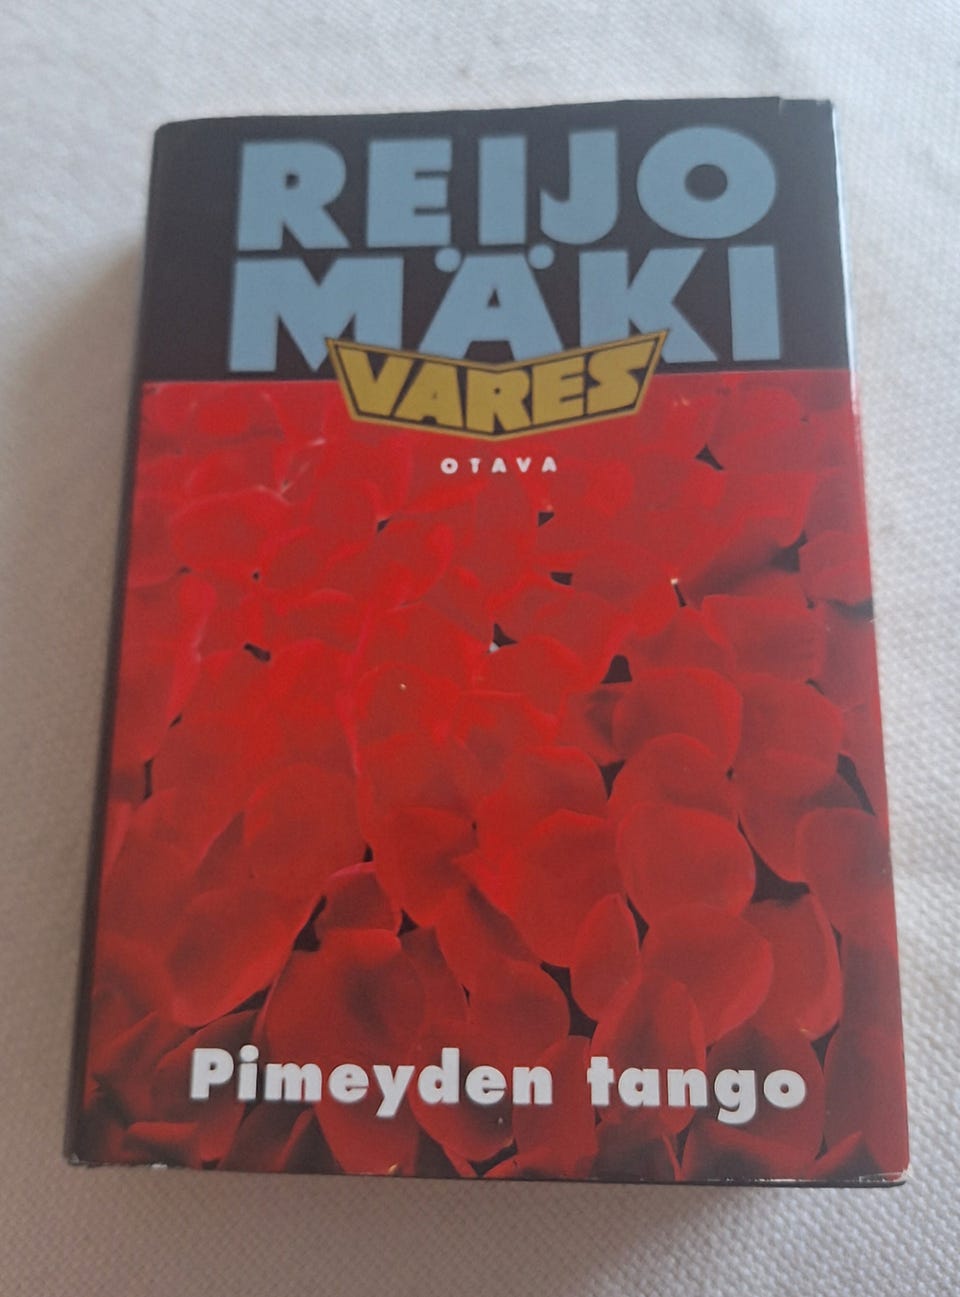 REIJO
MÄKI
VARES
OTAVA
Pimeyden tango